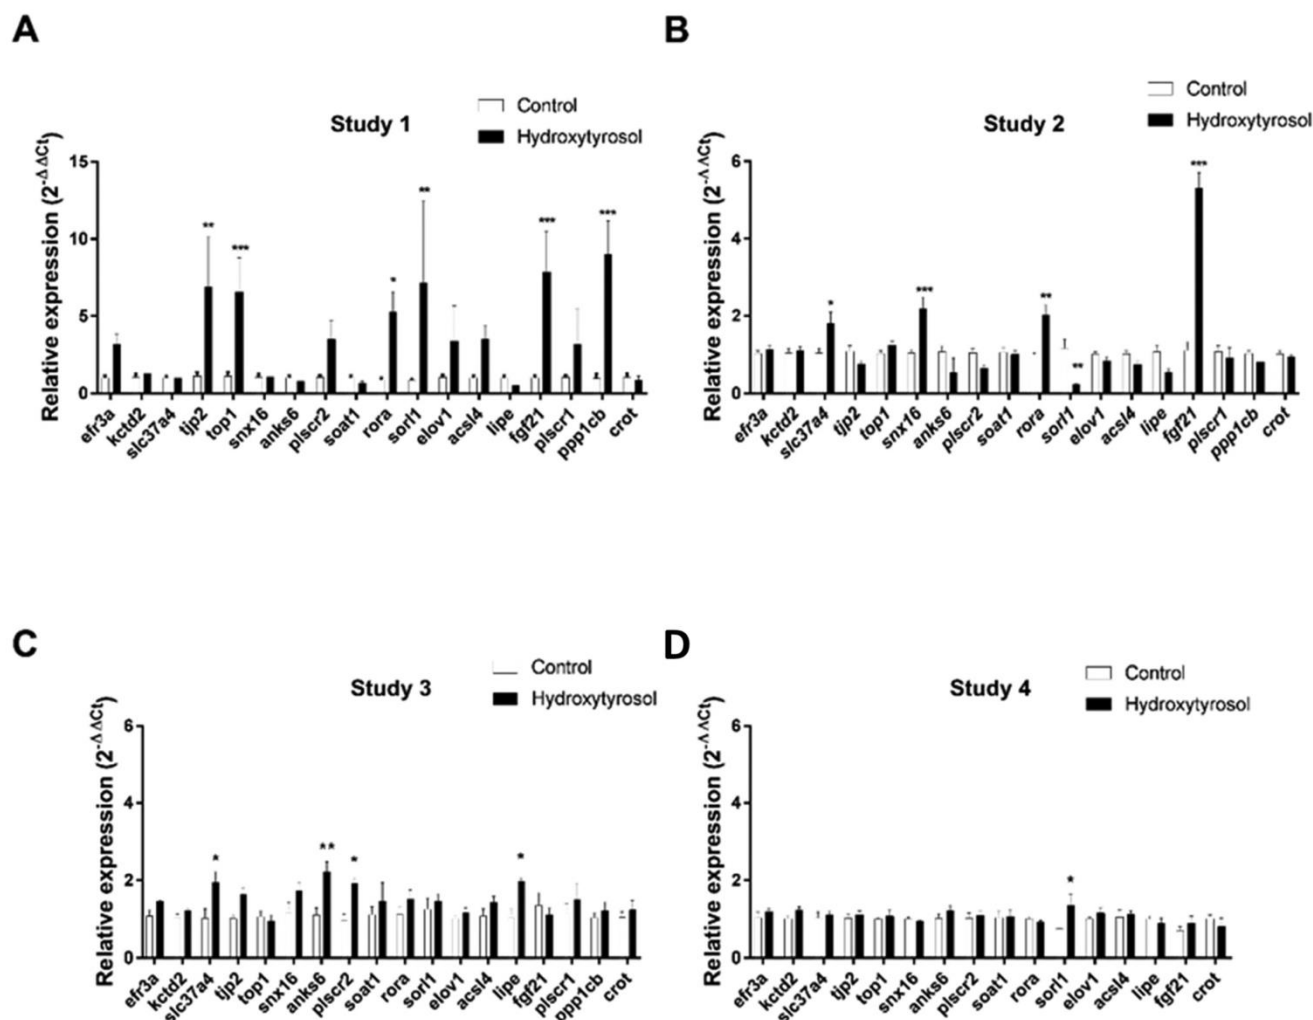 A
Study 1
Control
Hydroxytyrosol
Relative expression (2^-ΔΔCt)
15
10
5
0
** *** * ** *** ***
efr3a kctd2 slc37a4 tjp2 top1 snx16 anks6 plscr2 soat1 rora sorl1 elov1 acsl4 lipe fgf21 plscr1 ppp1cb crot
B
Study 2
Control
Hydroxytyrosol
Relative expression (2^-ΔΔCt)
6
4
2
0
* *** ** ** ***
efr3a kctd2 slc37a4 tjp2 top1 snx16 anks6 plscr2 soat1 rora sorl1 elov1 acsl4 lipe fgf21 plscr1 ppp1cb crot
C
Study 3
Control
Hydroxytyrosol
Relative expression (2^-ΔΔCt)
6
4
2
0
* ** * *
efr3a kctd2 slc37a4 tjp2 top1 snx16 anks6 plscr2 soat1 rora sorl1 elov1 acsl4 lipe fgf21 plscr1 ppp1cb crot
D
Study 4
Control
Hydroxytyrosol
Relative expression (2^-ΔΔCt)
6
4
2
0
*
efr3a kctd2 slc37a4 tjp2 top1 snx16 anks6 plscr2 soat1 rora sorl1 elov1 acsl4 lipe fgf21 crot